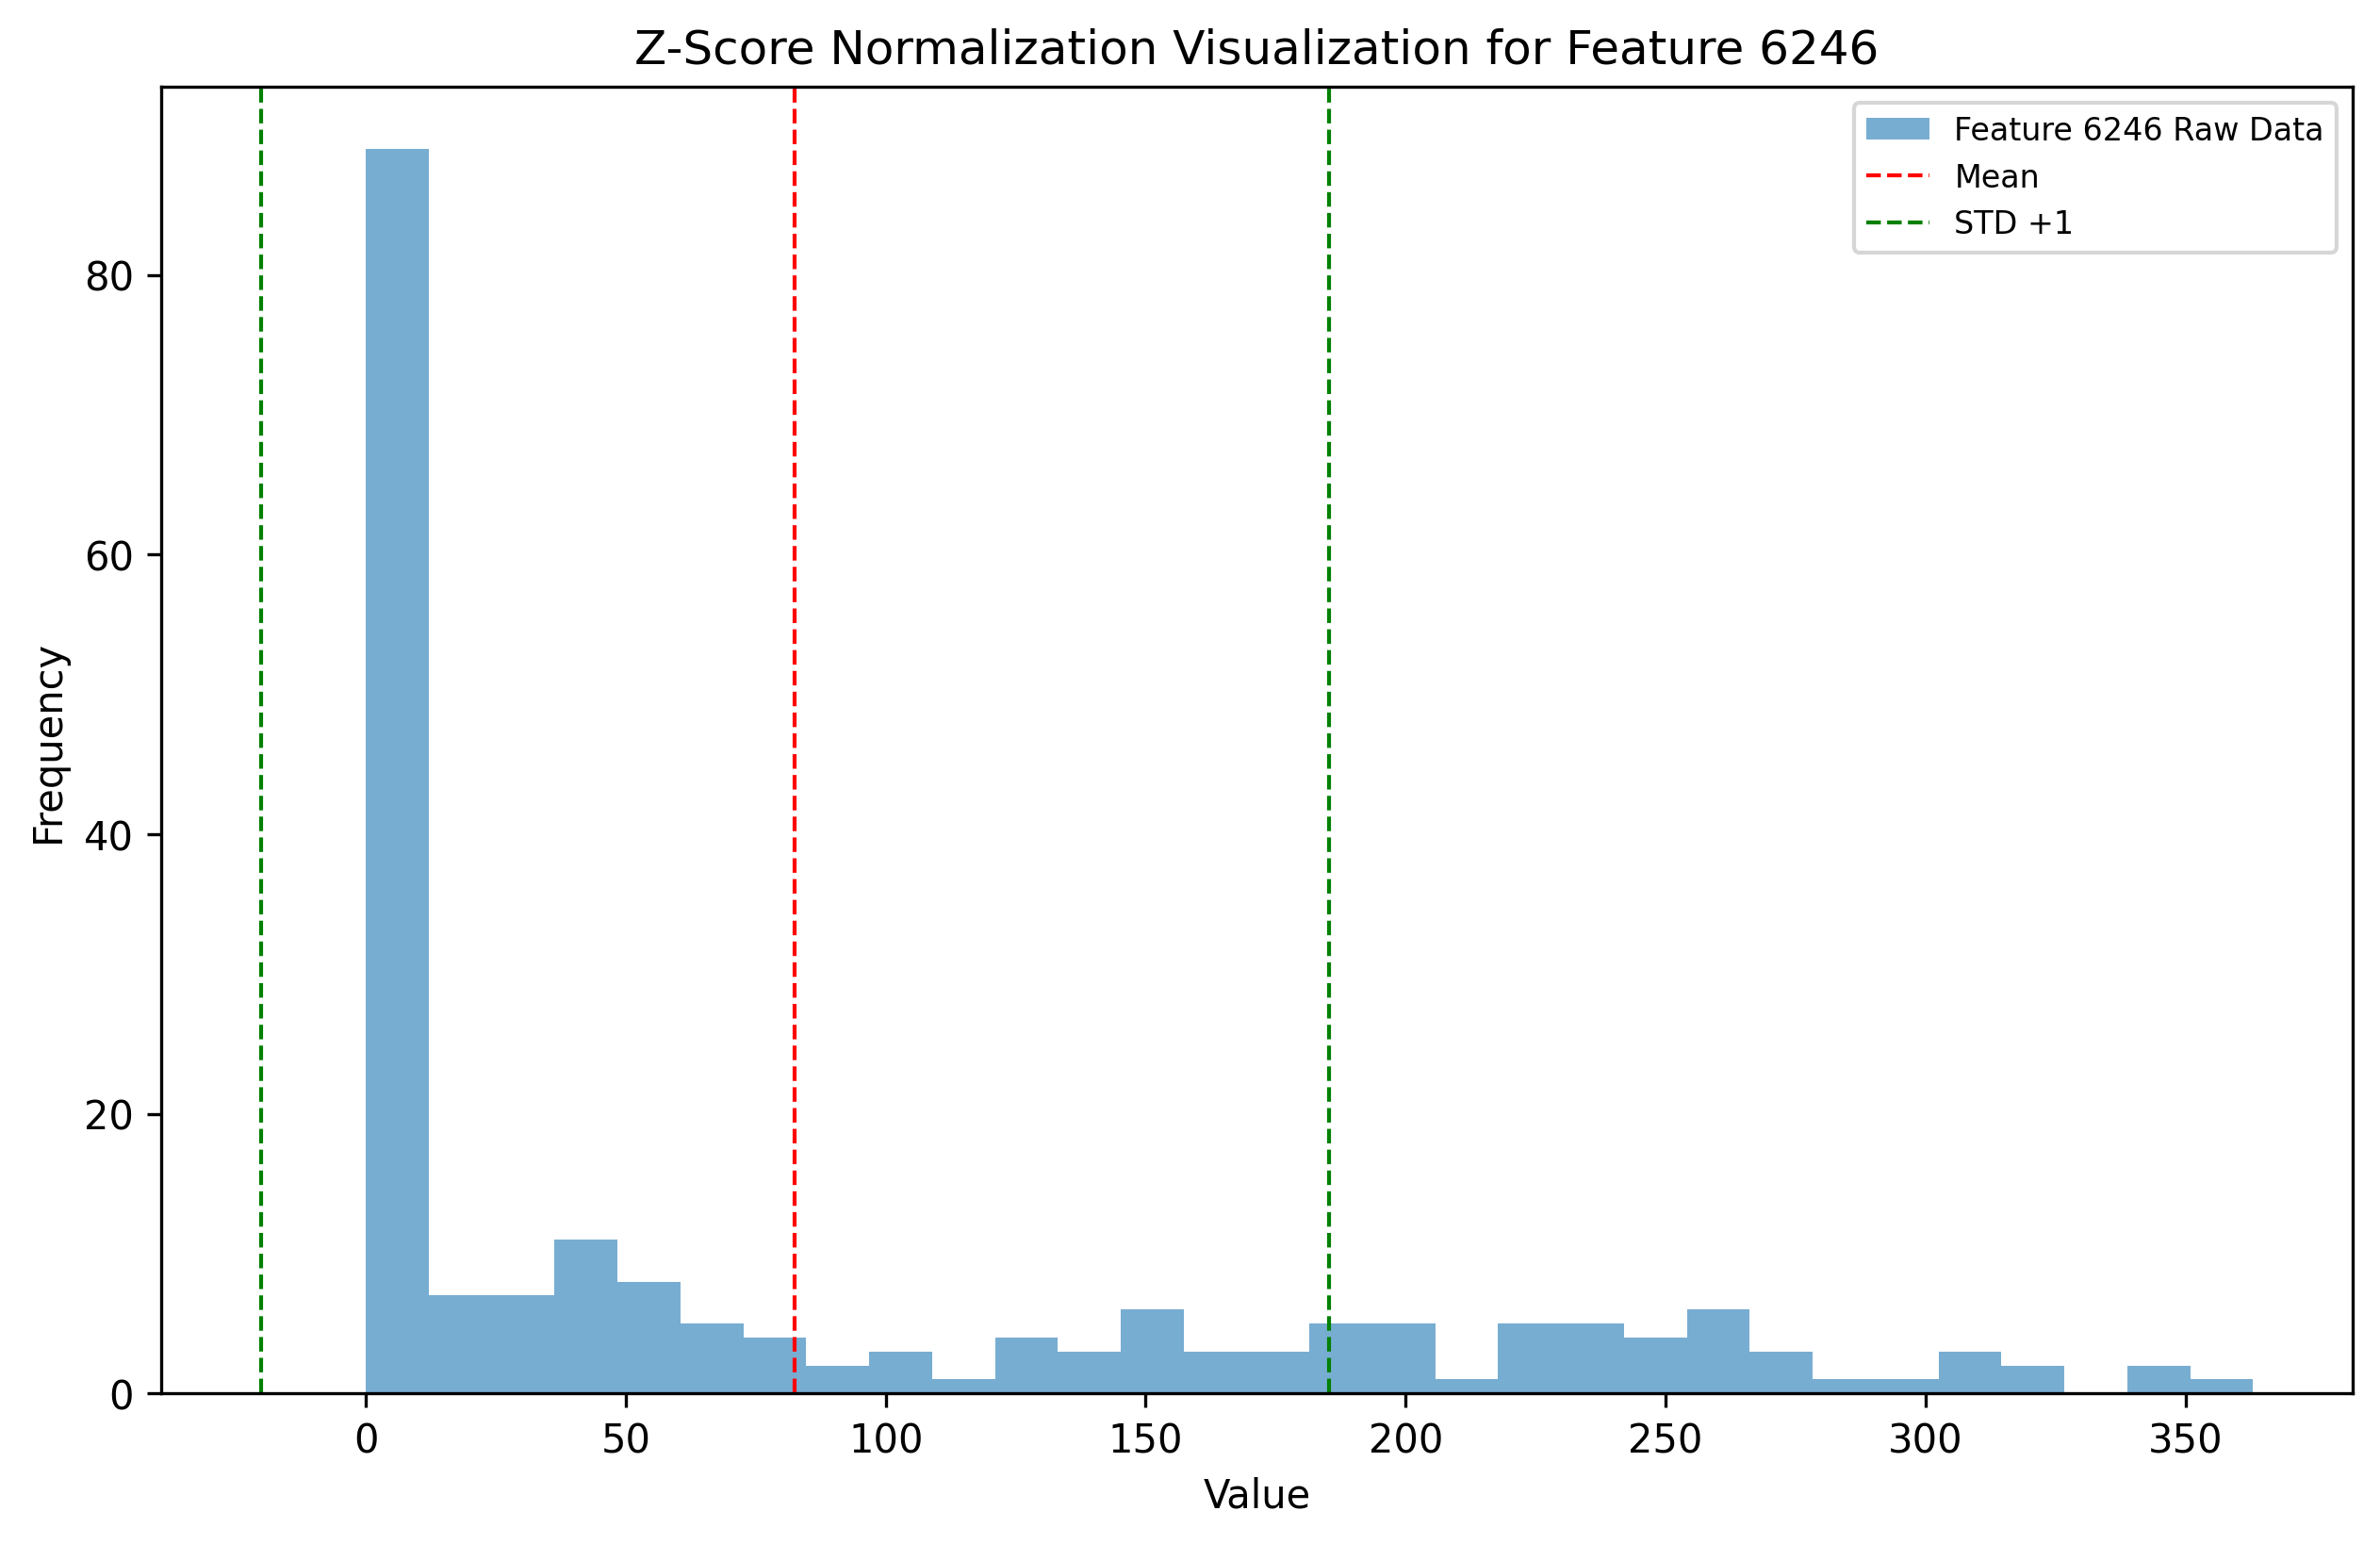 Z-Score Normalization Visualization for Feature 6246
Feature 6246 Raw Data
Mean
STD +1
80
60
40
20
0
Frequency
0 50 100 150 200 250 300 350
Value